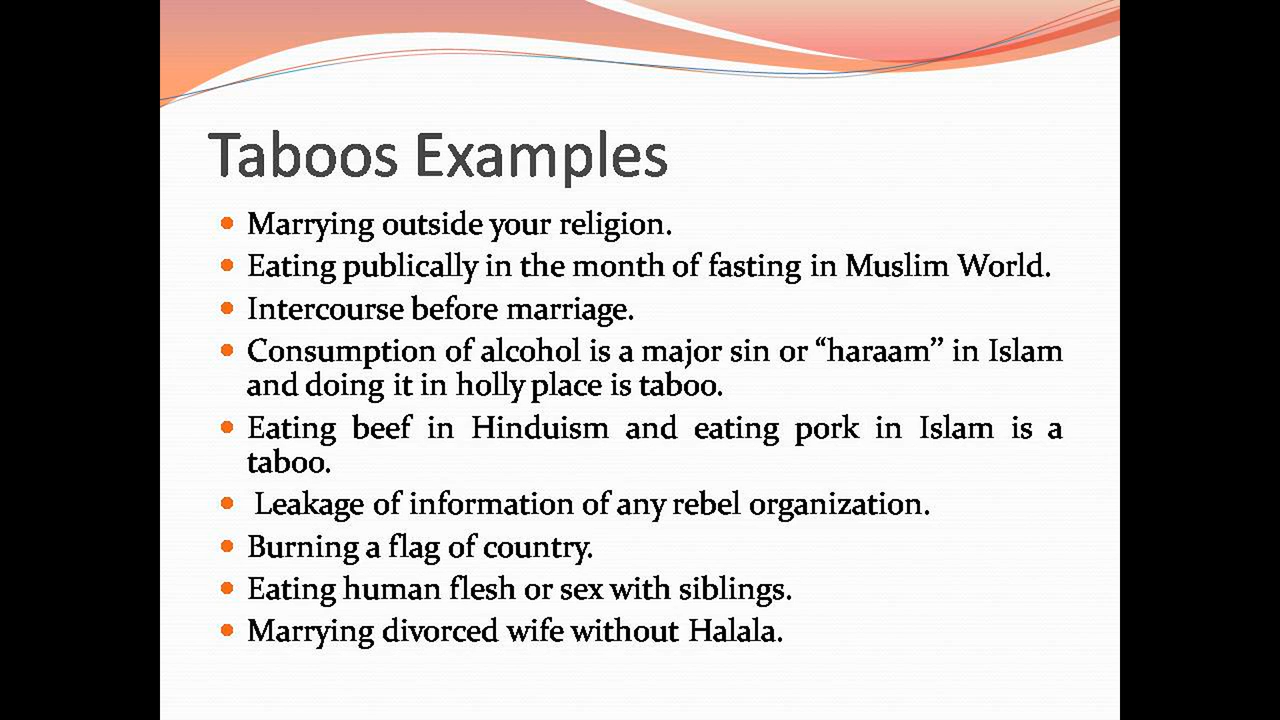 Taboos Examples
• Marrying outside your religion.
• Eating publically in the month of fasting in Muslim World.
• Intercourse before marriage.
• Consumption of alcohol is a major sin or “haraam” in Islam
and doing it in holly place is taboo.
• Eating beef in Hinduism and eating pork in Islam is a
taboo.
• Leakage of information of any rebel organization.
• Burning a flag of country.
• Eating human flesh or sex with siblings.
• Marrying divorced wife without Halala.